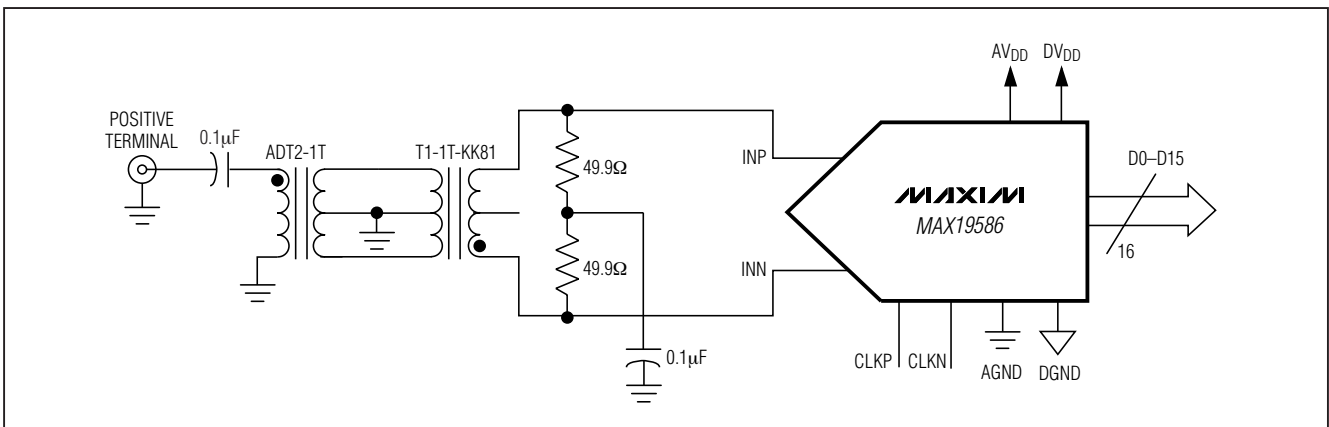 POSITIVE
TERMINAL
0.1µF
ADT2-1T
T1-1T-KK81
49.9Ω
49.9Ω
0.1µF
INP
INN
AVDD
DVDD
MAXIM
MAX19586
D0–D15
16
CLKP
CLKN
AGND
DGND